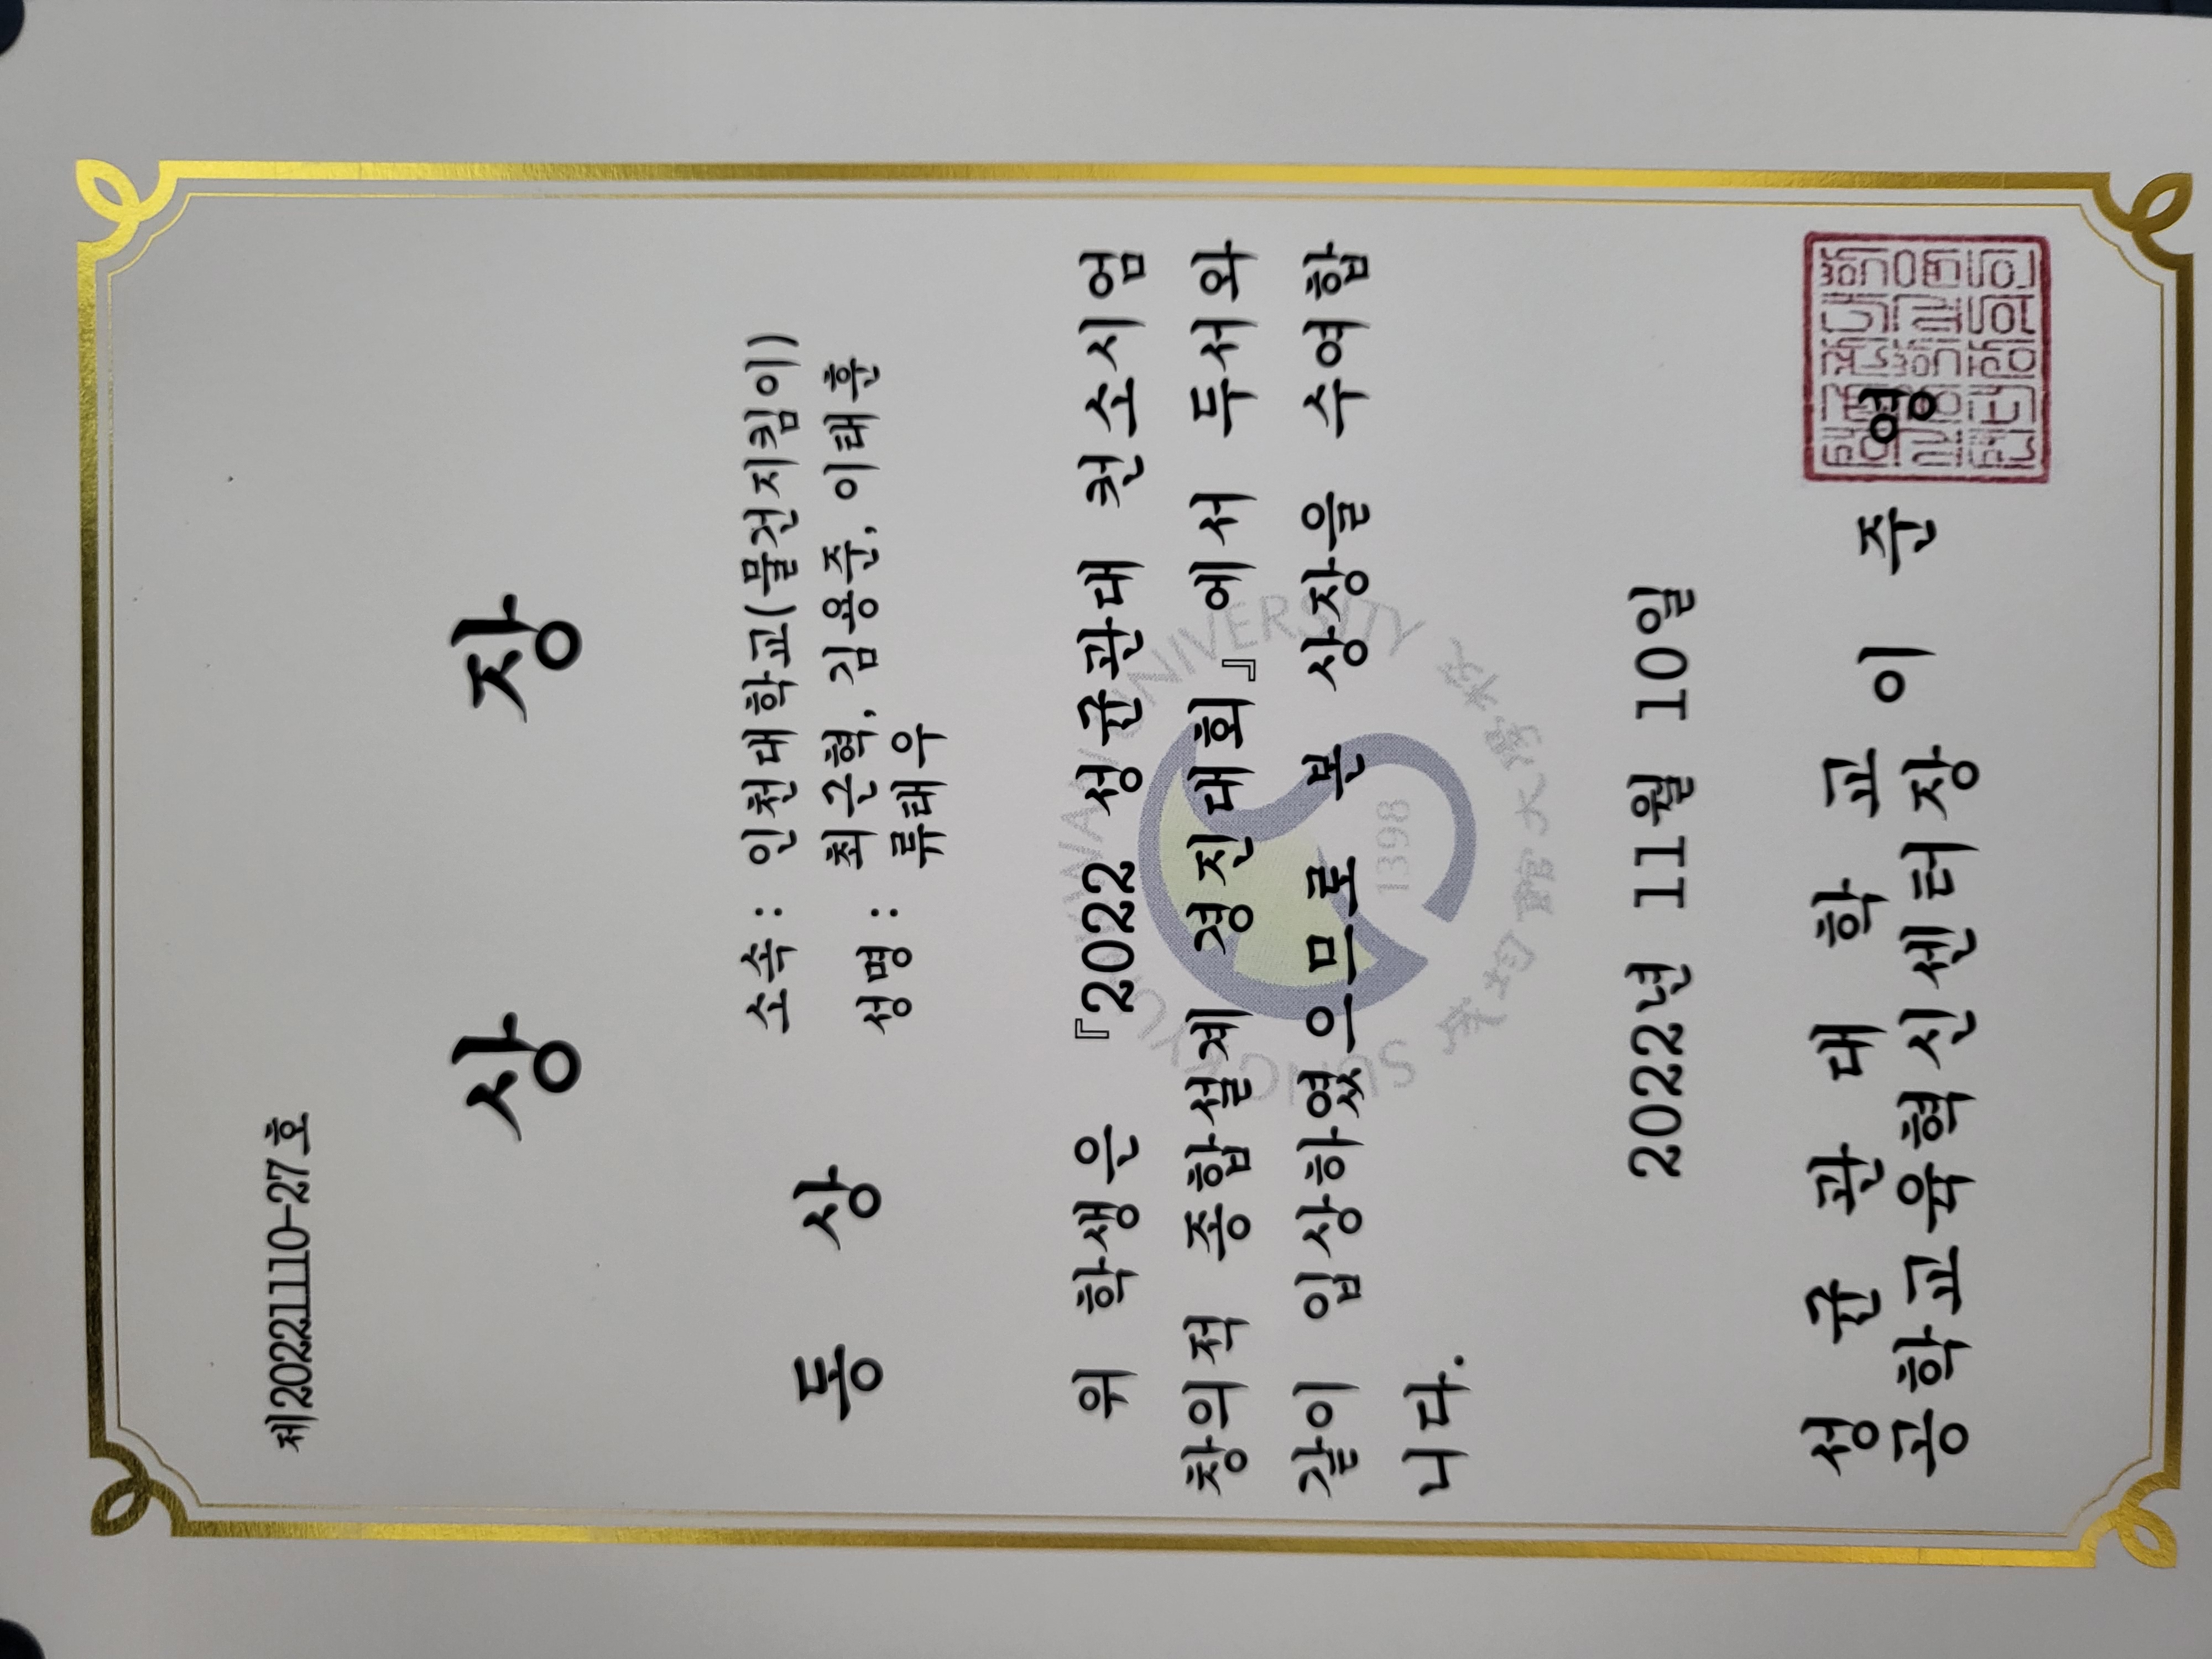 제20221110-27호
상 장
동 상
소속 : 인천대학교(물건지킴이)
성명 : 최근혁, 김용준, 이태훈
류태우
위 학생은 『2022 성균관대 컨소시엄
창의적 종합설계 경진대회』에서 두서와
같이 입상하였으므로 본 상장을 수여합
니다.
SUNGKYUNKWAN UNIVERSITY
1398
成均館大學校
2022년 11월 10일
성 균 관 대 학 교
공학교육혁신센터장 이 준 영